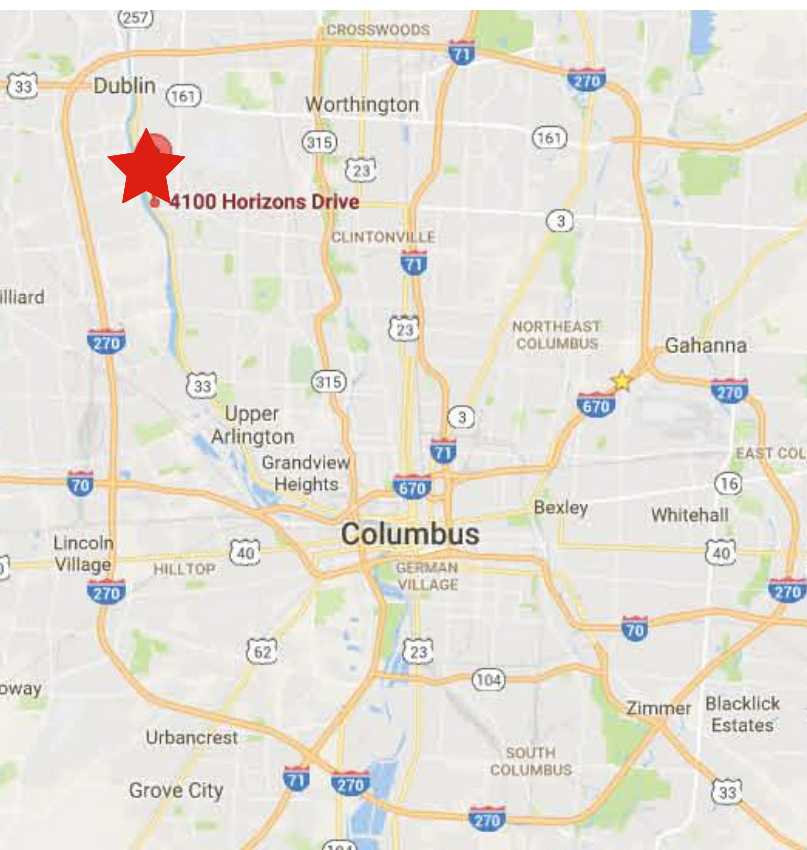 257
CROSSWOODS
71
33
Dublin
161
270
Worthington
315
161
23
4100 Horizons Drive
3
CLINTONVILLE
71
illiard
23
NORTHEAST
COLUMBUS
270
Gahanna
33
315
270
670
Upper
Arlington
3
71
EAST COL
Grandview
Heights
70
670
16
Bexley
Whitehall
Columbus
Lincoln
Village
40
40
HILLTOP
GERMAN
VILLAGE
270
270
70
62
23
104
oway
Zimmer
Blacklick
Estates
Urbancrest
SOUTH
COLUMBUS
71
270
Grove City
33
270
104